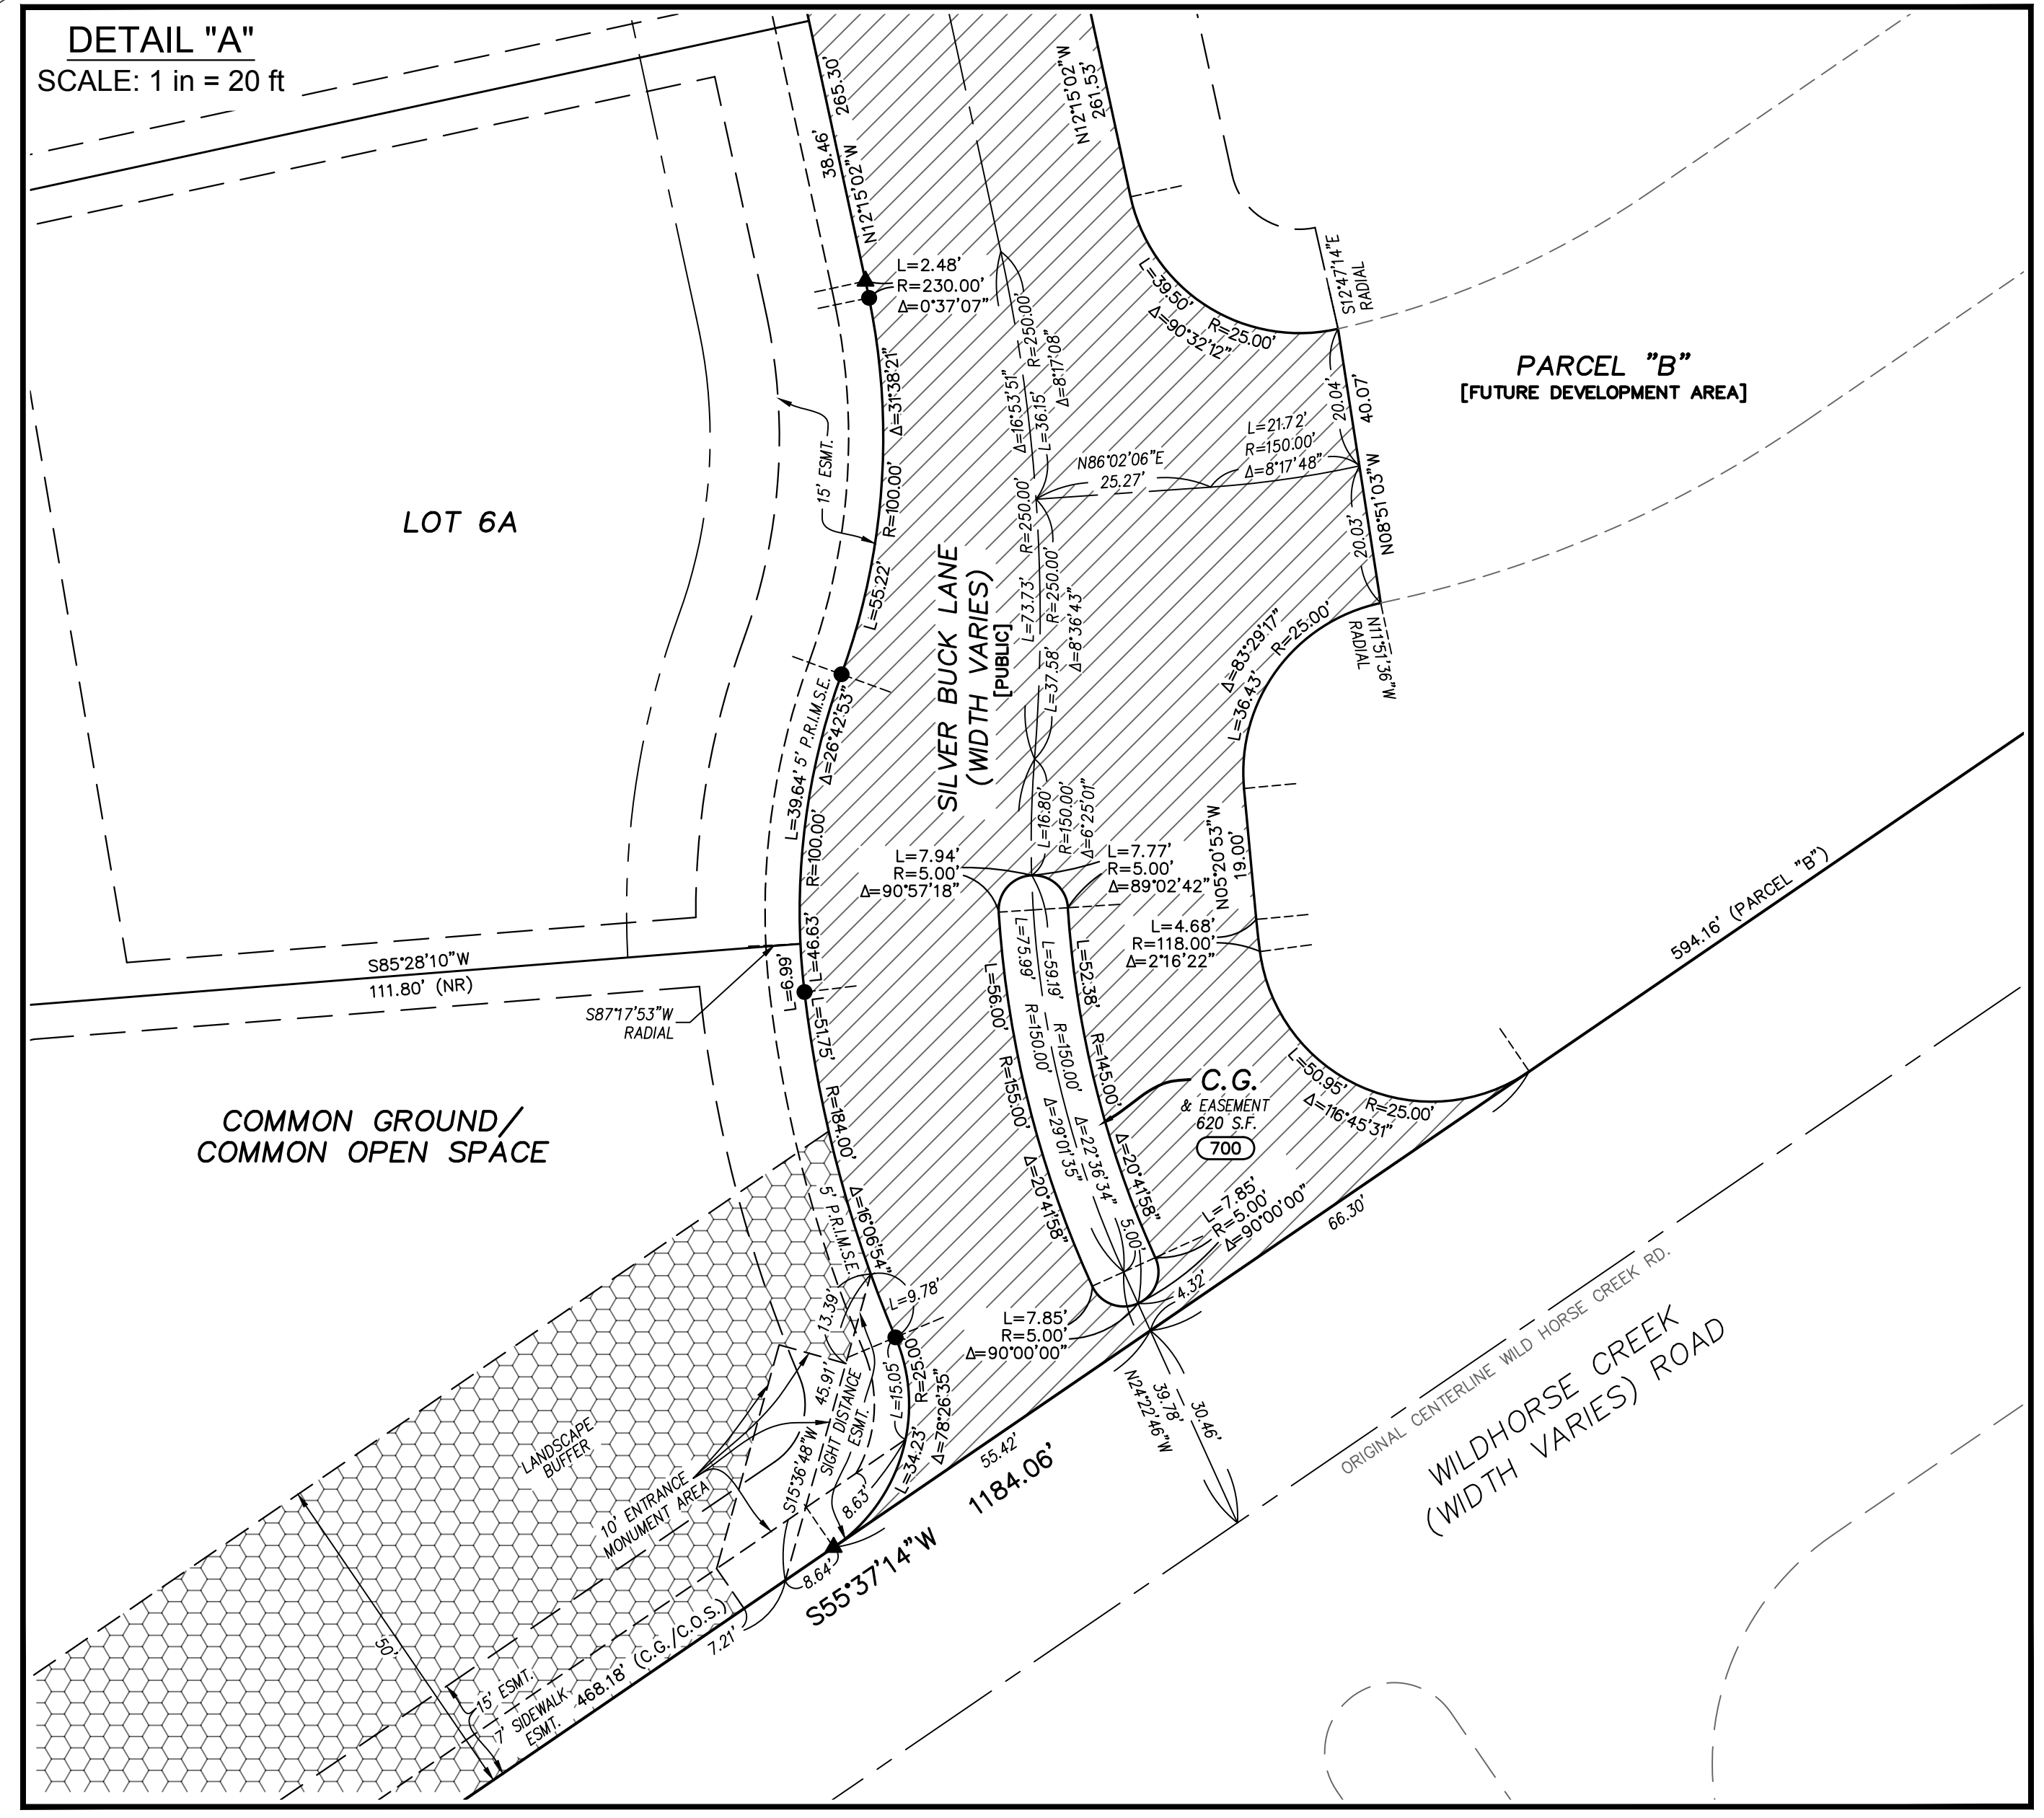 DETAIL "A"
SCALE: 1 in = 20 ft
265.30'
38.46'
N12°15'02"W
N12°15'02"W
261.53'
L=2.48'
R=230.00'
Δ=0°37'07"
L=39.50' R=25.00'
Δ=90°32'12"
S12°47'14"E
RADIAL
PARCEL "B"
[FUTURE DEVELOPMENT AREA]
R=250.00'
Δ=8°17'08"
Δ=16°53'51"
L=36.15'
20.04'
40.07'
L=21.72'
R=150.00'
Δ=8°17'48"
N86°02'06"E
25.27'
N08°51'03"W
20.03'
Δ=31°38'21"
R=100.00'
L=55.22'
15' ESMT.
LOT 6A
R=250.00'
L=73.73'
R=250.00'
L=37.58'
Δ=8°36'43"
SILVER BUCK LANE
(WIDTH VARIES)
[PUBLIC]
Δ=83°29'17"
R=25.00'
L=36.43'
N11°51'36"W
RADIAL
5' P.R.I.M.S.E.
L=39.64'
Δ=26°42'53"
R=100.00'
L=46.63'
L=16.80'
R=150.00'
Δ=6°25'01"
N05°20'53"W
19.00'
L=7.94'
R=5.00'
Δ=90°57'18"
L=7.77'
R=5.00'
Δ=89°02'42"
L=4.68'
R=118.00'
Δ=2°16'22"
594.16' (PARCEL "B")
S85°28'10"W
111.80' (NR)
L=6.99'
S87°17'53"W
RADIAL
L=51.75'
R=184.00'
Δ=16°06'54"
L=56.00'
R=155.00'
Δ=20°41'58"
L=75.99'
R=150.00'
Δ=29°01'35"
L=59.19'
R=150.00'
Δ=22°36'34"
L=52.38'
R=145.00'
Δ=20°41'58"
C.G.
& EASEMENT
620 S.F.
700
L=50.95' R=25.00'
Δ=116°45'31"
COMMON GROUND/
COMMON OPEN SPACE
5' P.R.I.M.S.E.
5.00'
L=7.85'
R=5.00'
Δ=90°00'00"
66.30'
4.32'
L=7.85'
R=5.00'
Δ=90°00'00"
L=9.78'
13.39'
R=25.00'
L=15.05'
Δ=78°26'35"
L=34.23'
45.91'
S15°36'48"W
SIGHT DISTANCE
ESMT.
8.63'
8.64'
LANDSCAPE
BUFFER
10' ENTRANCE
MONUMENT AREA
N24°22'46"W
39.78'
30.46'
55.42'
1184.06'
S55°37'14"W
ORIGINAL CENTERLINE WILD HORSE CREEK RD.
WILDHORSE CREEK
(WIDTH VARIES) ROAD
50'
15' ESMT.
7' SIDEWALK
ESMT.
468.18' (C.G./C.O.S.)
7.21'